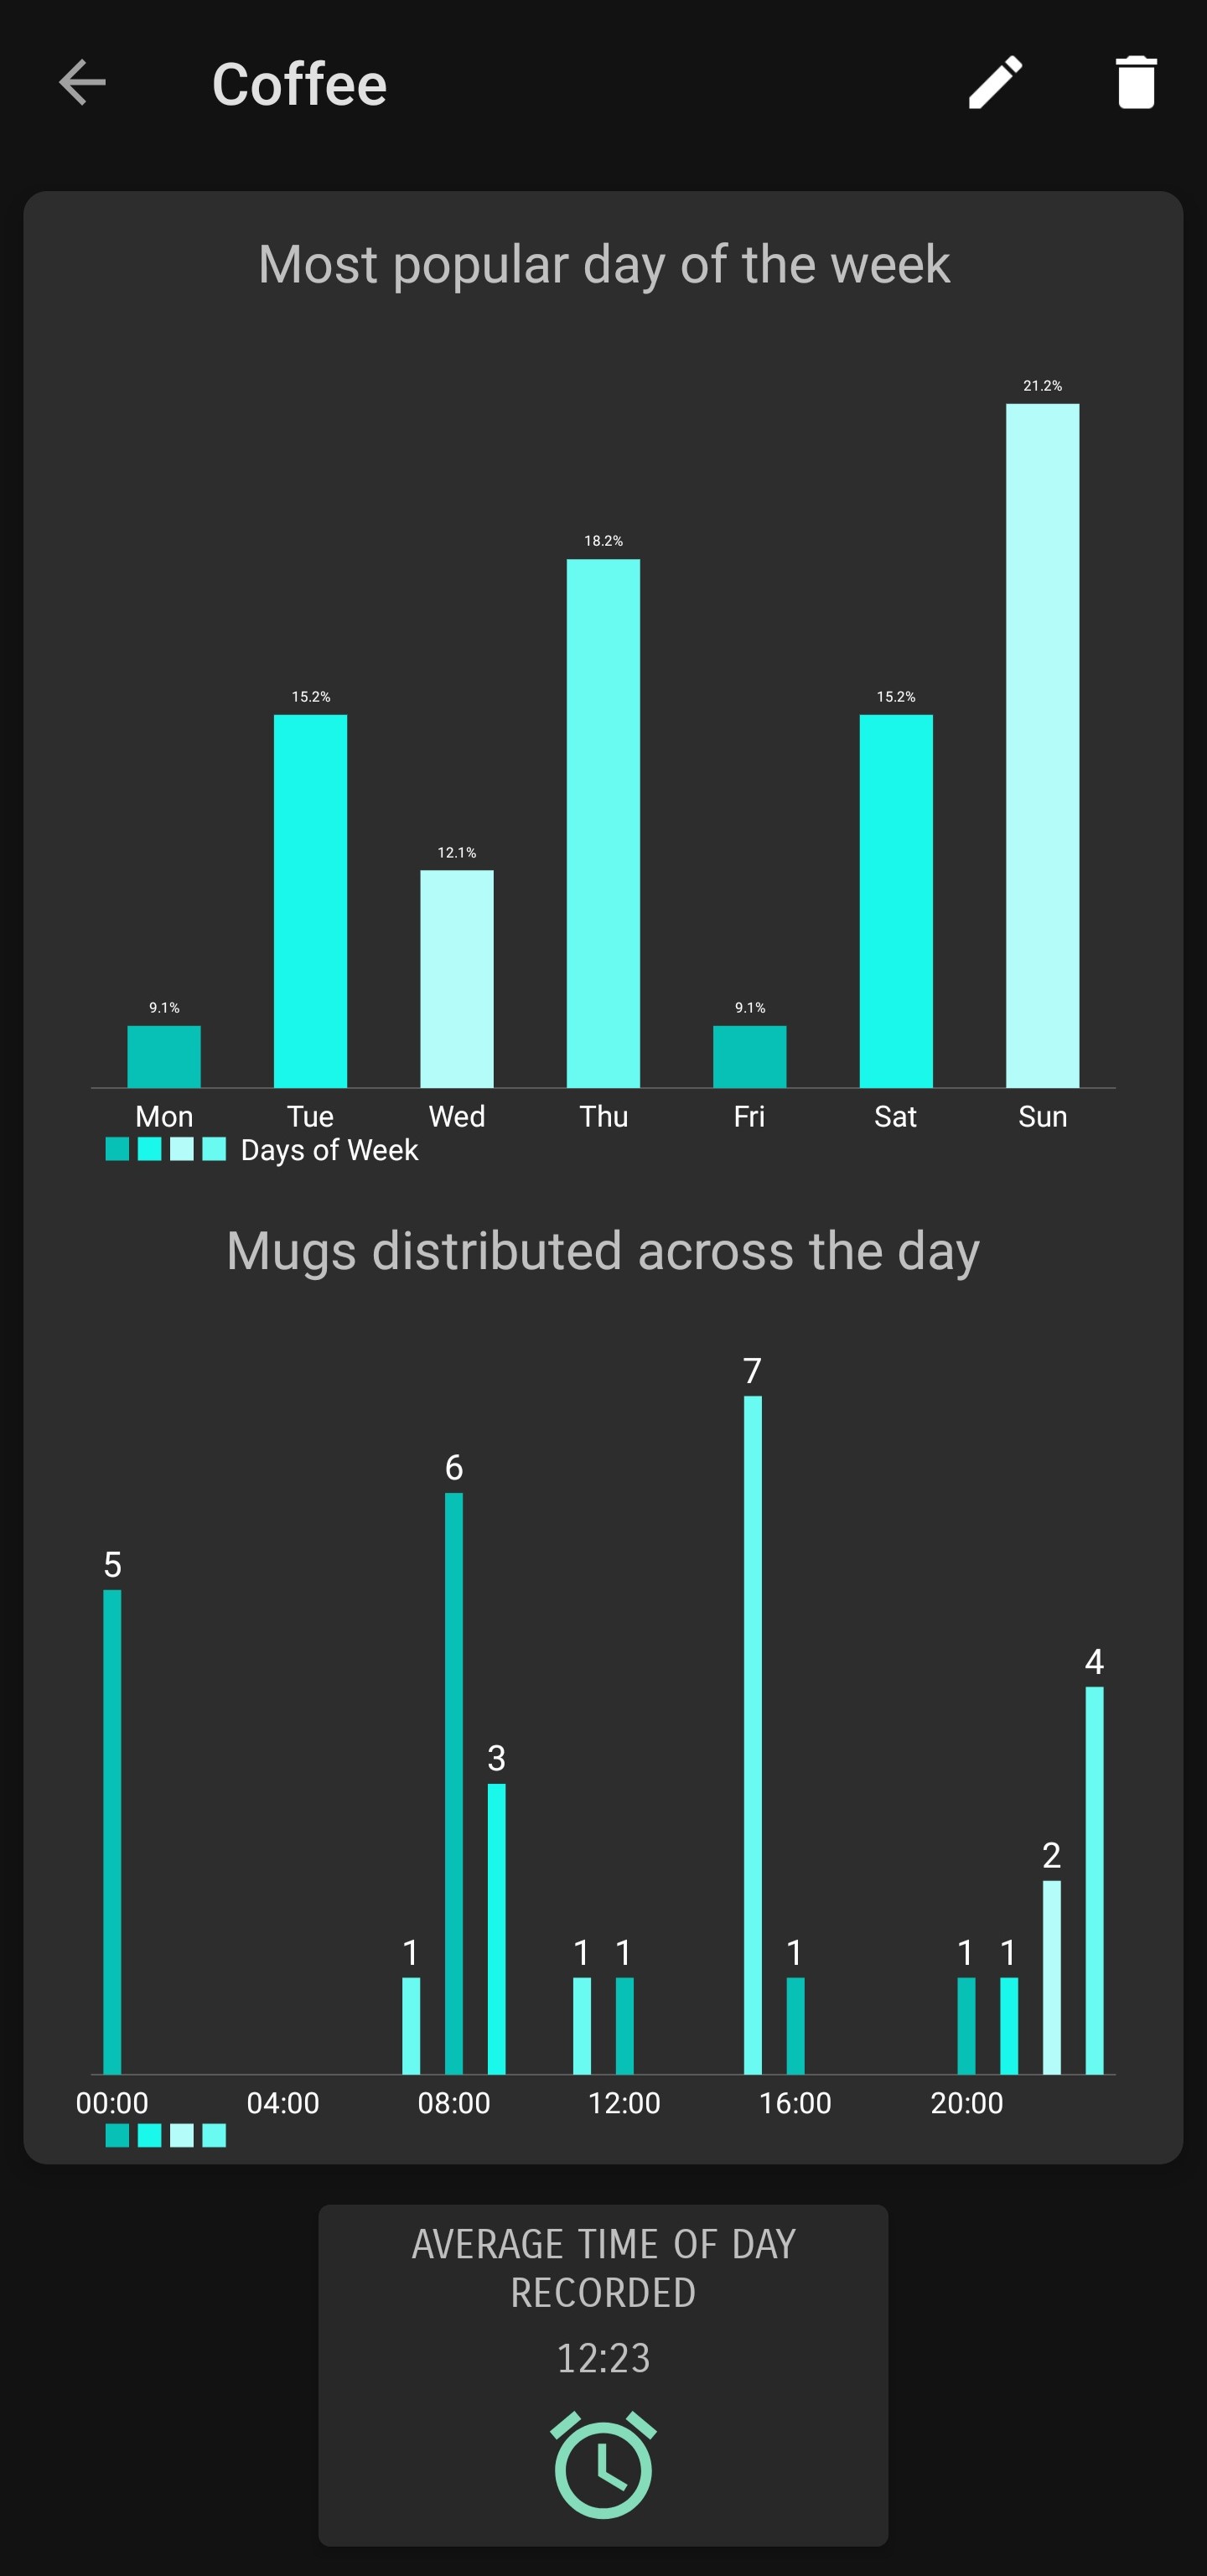 Coffee
Most popular day of the week
21.2%
18.2%
15.2%
15.2%
12.1%
9.1%
9.1%
Mon Tue Wed Thu Fri Sat Sun
Days of Week
Mugs distributed across the day
7
6
5
4
3
2
1 1 1 1 1 1
00:00 04:00 08:00 12:00 16:00 20:00
AVERAGE TIME OF DAY
RECORDED
12:23